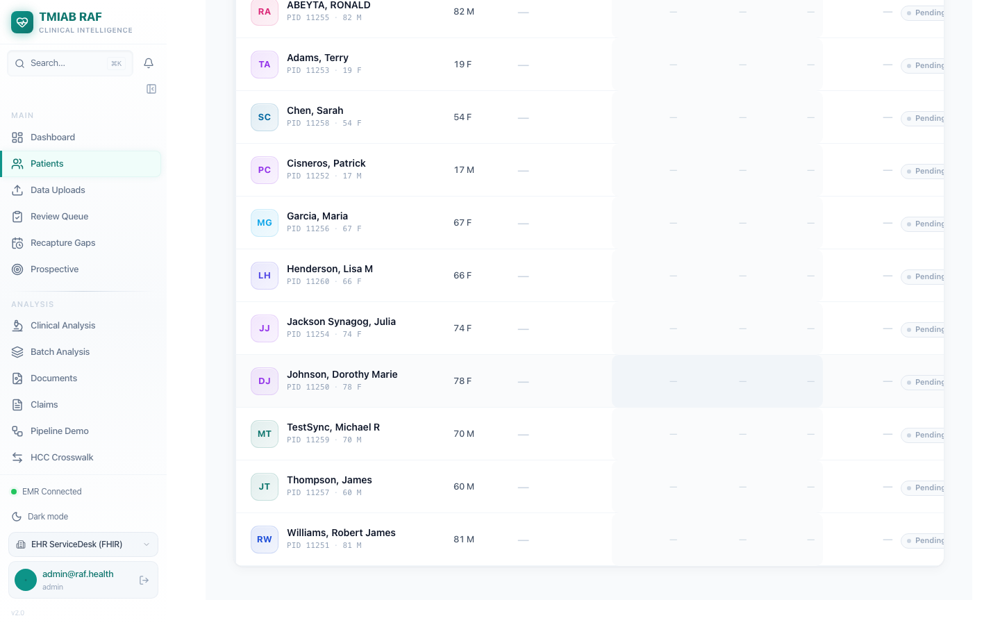 TMIAB RAF
CLINICAL INTELLIGENCE
Search...
⌘K
MAIN
Dashboard
Patients
Data Uploads
Review Queue
Recapture Gaps
Prospective
ANALYSIS
Clinical Analysis
Batch Analysis
Documents
Claims
Pipeline Demo
HCC Crosswalk
EMR Connected
Dark mode
EHR ServiceDesk (FHIR)
admin@raf.health
admin
v2.0
RA ABEYTA, RONALD 82 M — — — — — Pending
PID 11255 · 82 M
TA Adams, Terry 19 F — — — — — Pending
PID 11253 · 19 F
SC Chen, Sarah 54 F — — — — — Pending
PID 11258 · 54 F
PC Cisneros, Patrick 17 M — — — — — Pending
PID 11252 · 17 M
MG Garcia, Maria 67 F — — — — — Pending
PID 11256 · 67 F
LH Henderson, Lisa M 66 F — — — — — Pending
PID 11260 · 66 F
JJ Jackson Synagog, Julia 74 F — — — — — Pending
PID 11254 · 74 F
DJ Johnson, Dorothy Marie 78 F — — — — — Pending
PID 11250 · 78 F
MT TestSync, Michael R 70 M — — — — — Pending
PID 11259 · 70 M
JT Thompson, James 60 M — — — — — Pending
PID 11257 · 60 M
RW Williams, Robert James 81 M — — — — — Pending
PID 11251 · 81 M